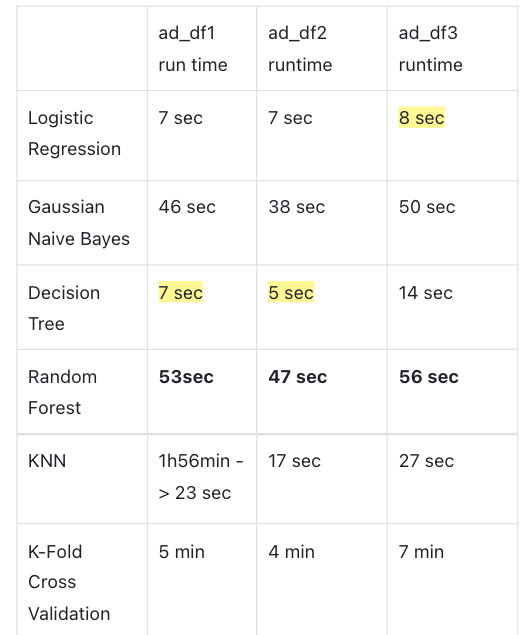 ad_df1 ad_df2 ad_df3
run time runtime runtime
Logistic 7 sec 7 sec 8 sec
Regression
Gaussian 46 sec 38 sec 50 sec
Naive Bayes
Decision 7 sec 5 sec 14 sec
Tree
Random 53sec 47 sec 56 sec
Forest
KNN 1h56min - 17 sec 27 sec
> 23 sec
K-Fold 5 min 4 min 7 min
Cross
Validation